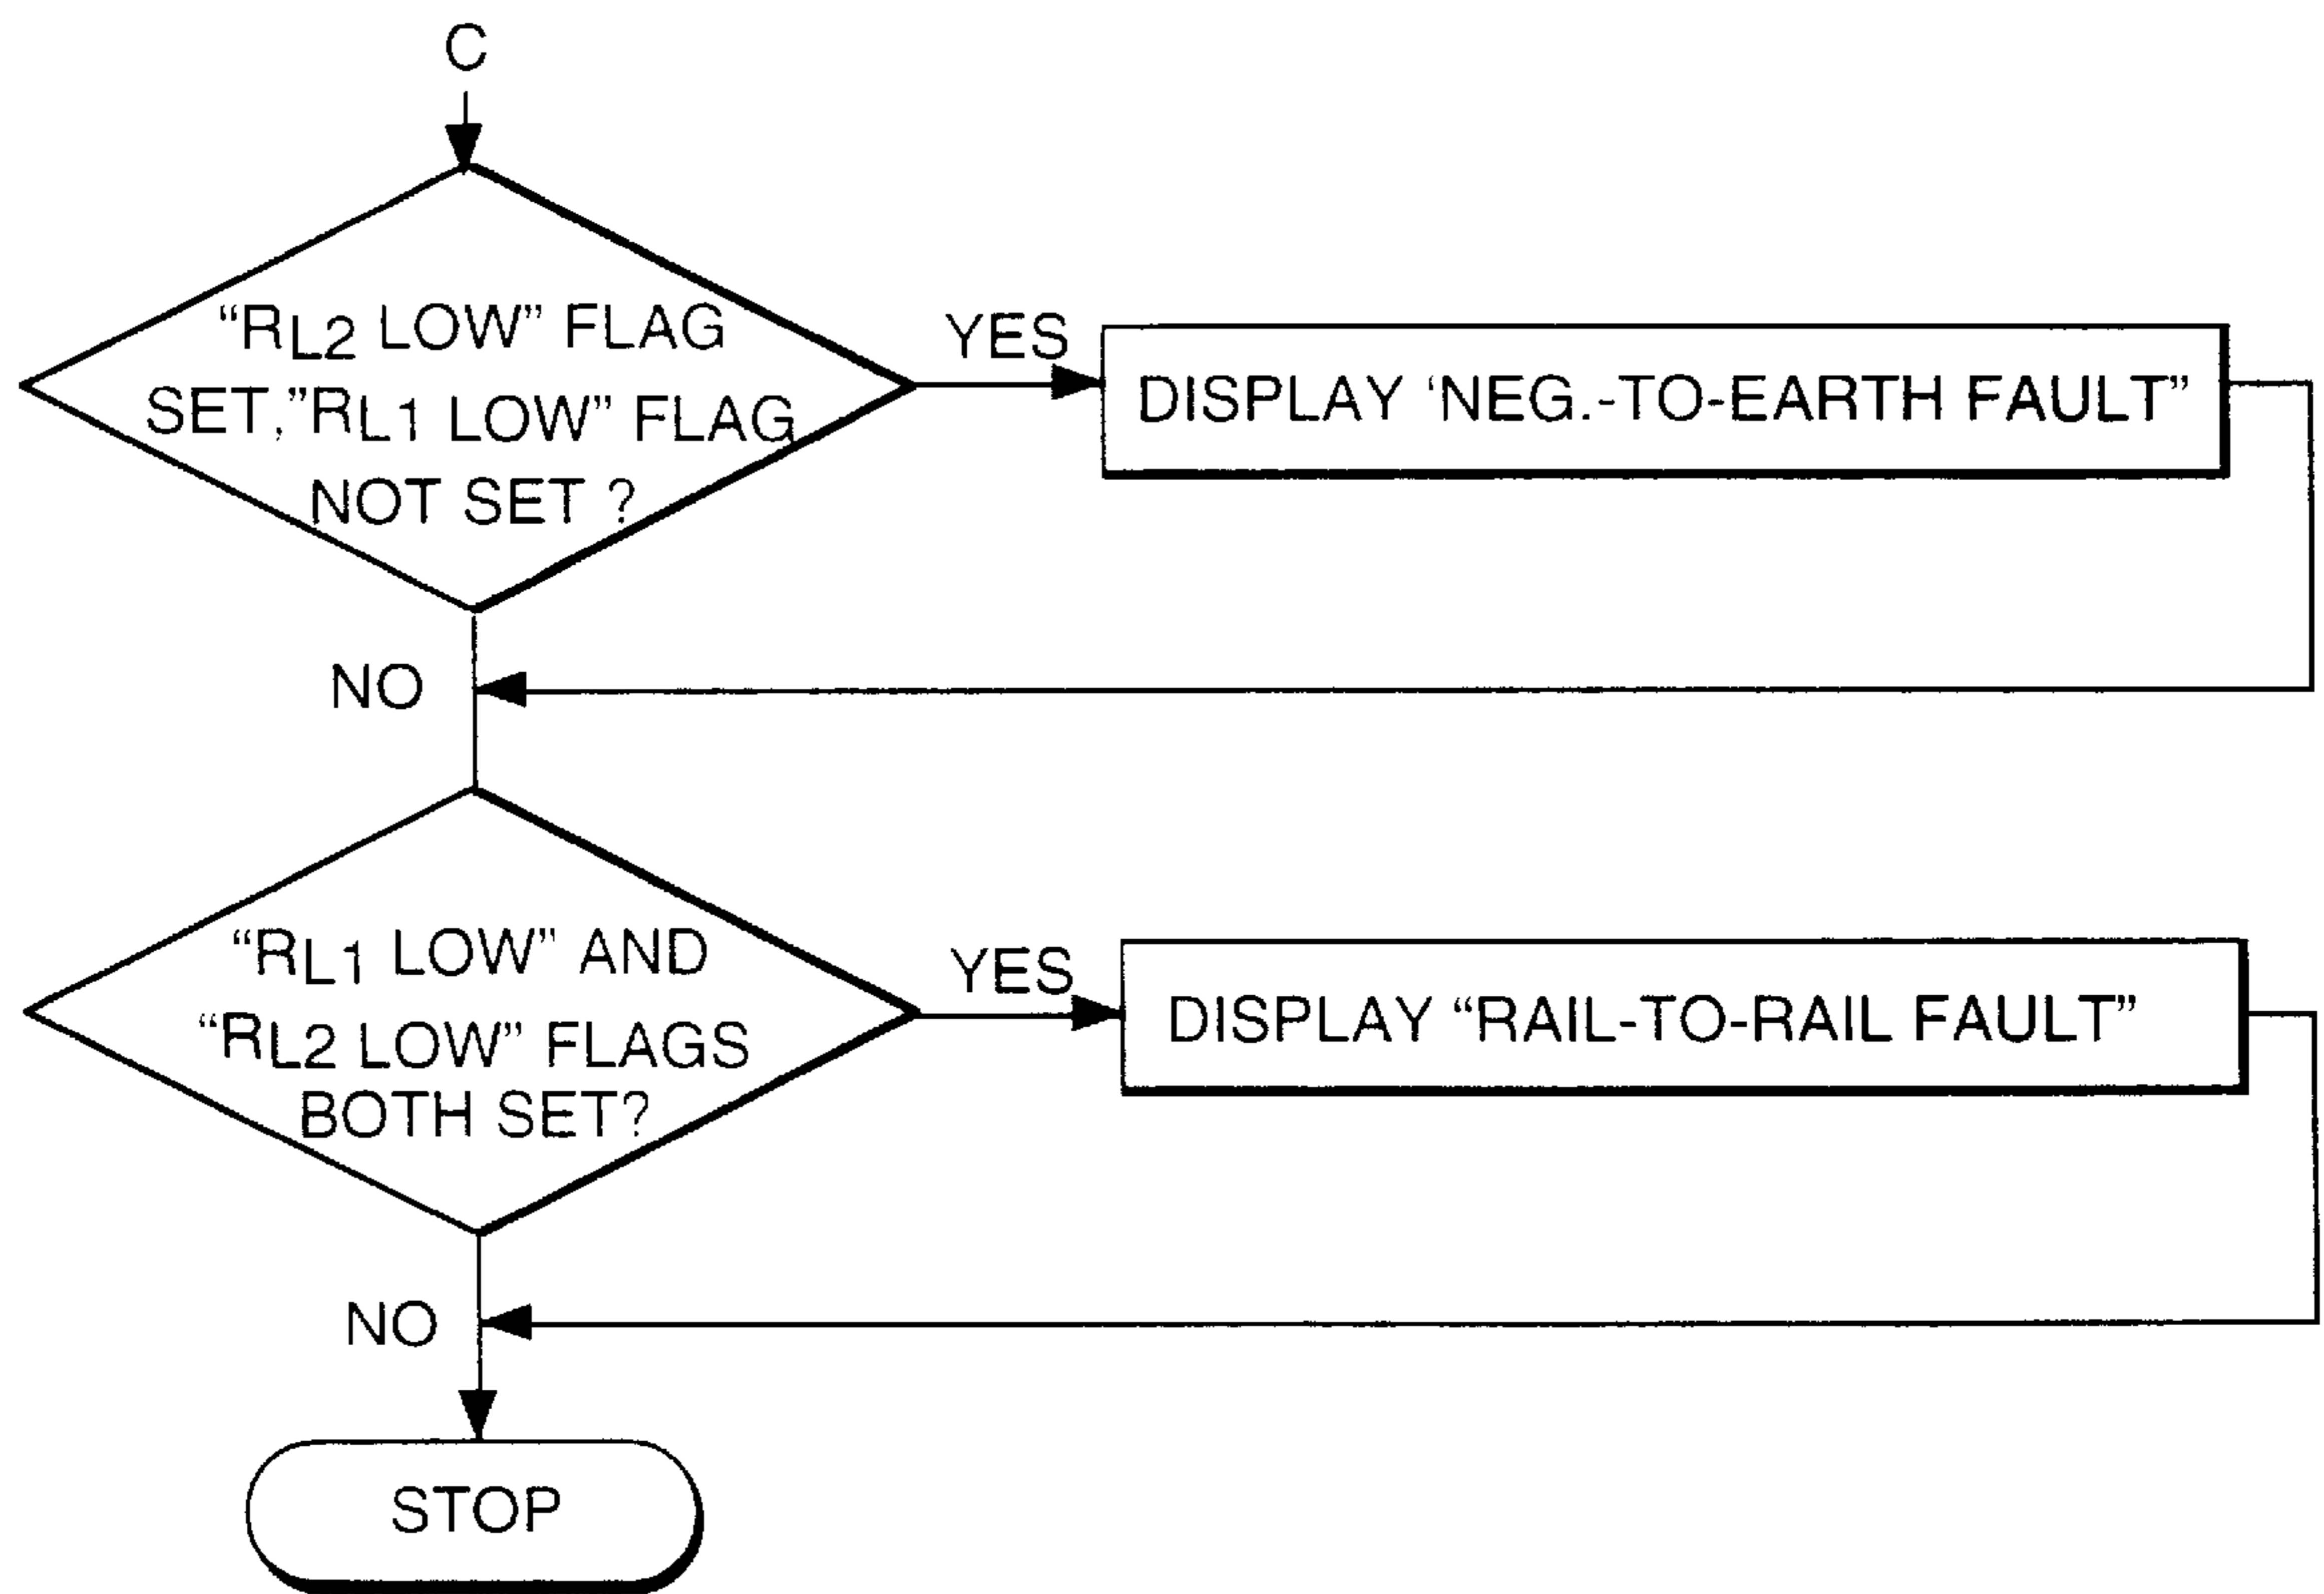 C
“RL2 LOW” FLAG
SET,”RL1 LOW” FLAG
NOT SET ?
YES
DISPLAY ‘NEG.-TO-EARTH FAULT”
NO
“RL1 LOW” AND
“RL2 LOW” FLAGS
BOTH SET?
YES
DISPLAY “RAIL-TO-RAIL FAULT”
NO
STOP